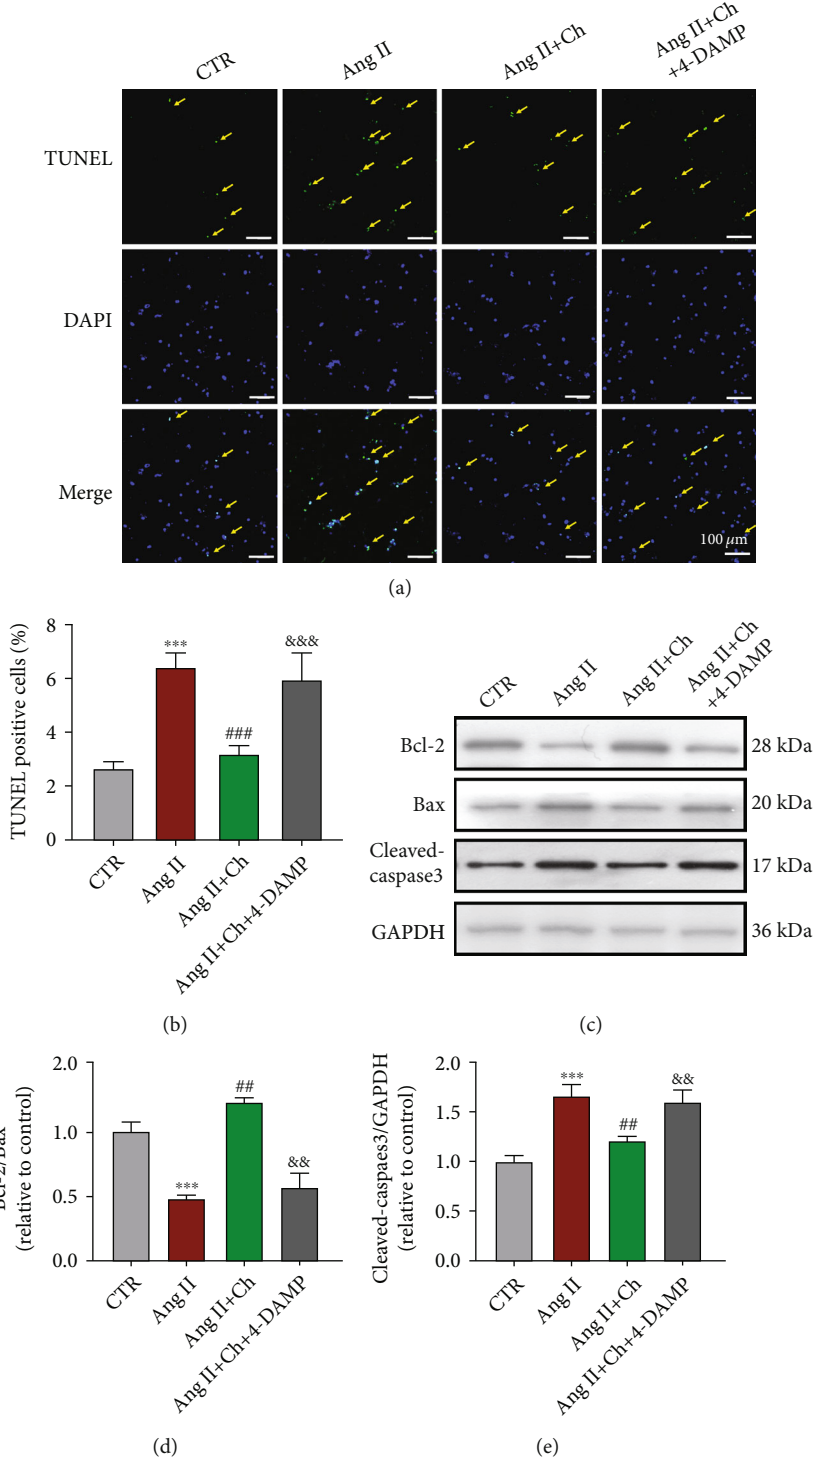 CTR
Ang II
Ang II+Ch
Ang II+Ch
+4-DAMP
TUNEL
DAPI
Merge
100 μm
(a)
TUNEL positive cells (%)
8
6
4
2
0
***
###
&&&
CTR
Ang II
Ang II+Ch
Ang II+Ch+4-DAMP
(b)
CTR
Ang II
Ang II+Ch
Ang II+Ch
+4-DAMP
Bcl-2
28 kDa
Bax
20 kDa
Cleaved-
caspase3
17 kDa
GAPDH
36 kDa
(c)
Bcl-2/Bax
(relative to control)
2.0
1.0
0.5
0.0
***
##
&&
CTR
Ang II
Ang II+Ch
Ang II+Ch+4-DAMP
(d)
Cleaved-caspaes3/GAPDH
(relative to control)
2.0
1.5
1.0
0.5
0.0
***
##
&&
CTR
Ang II
Ang II+Ch
Ang II+Ch+4-DAMP
(e)